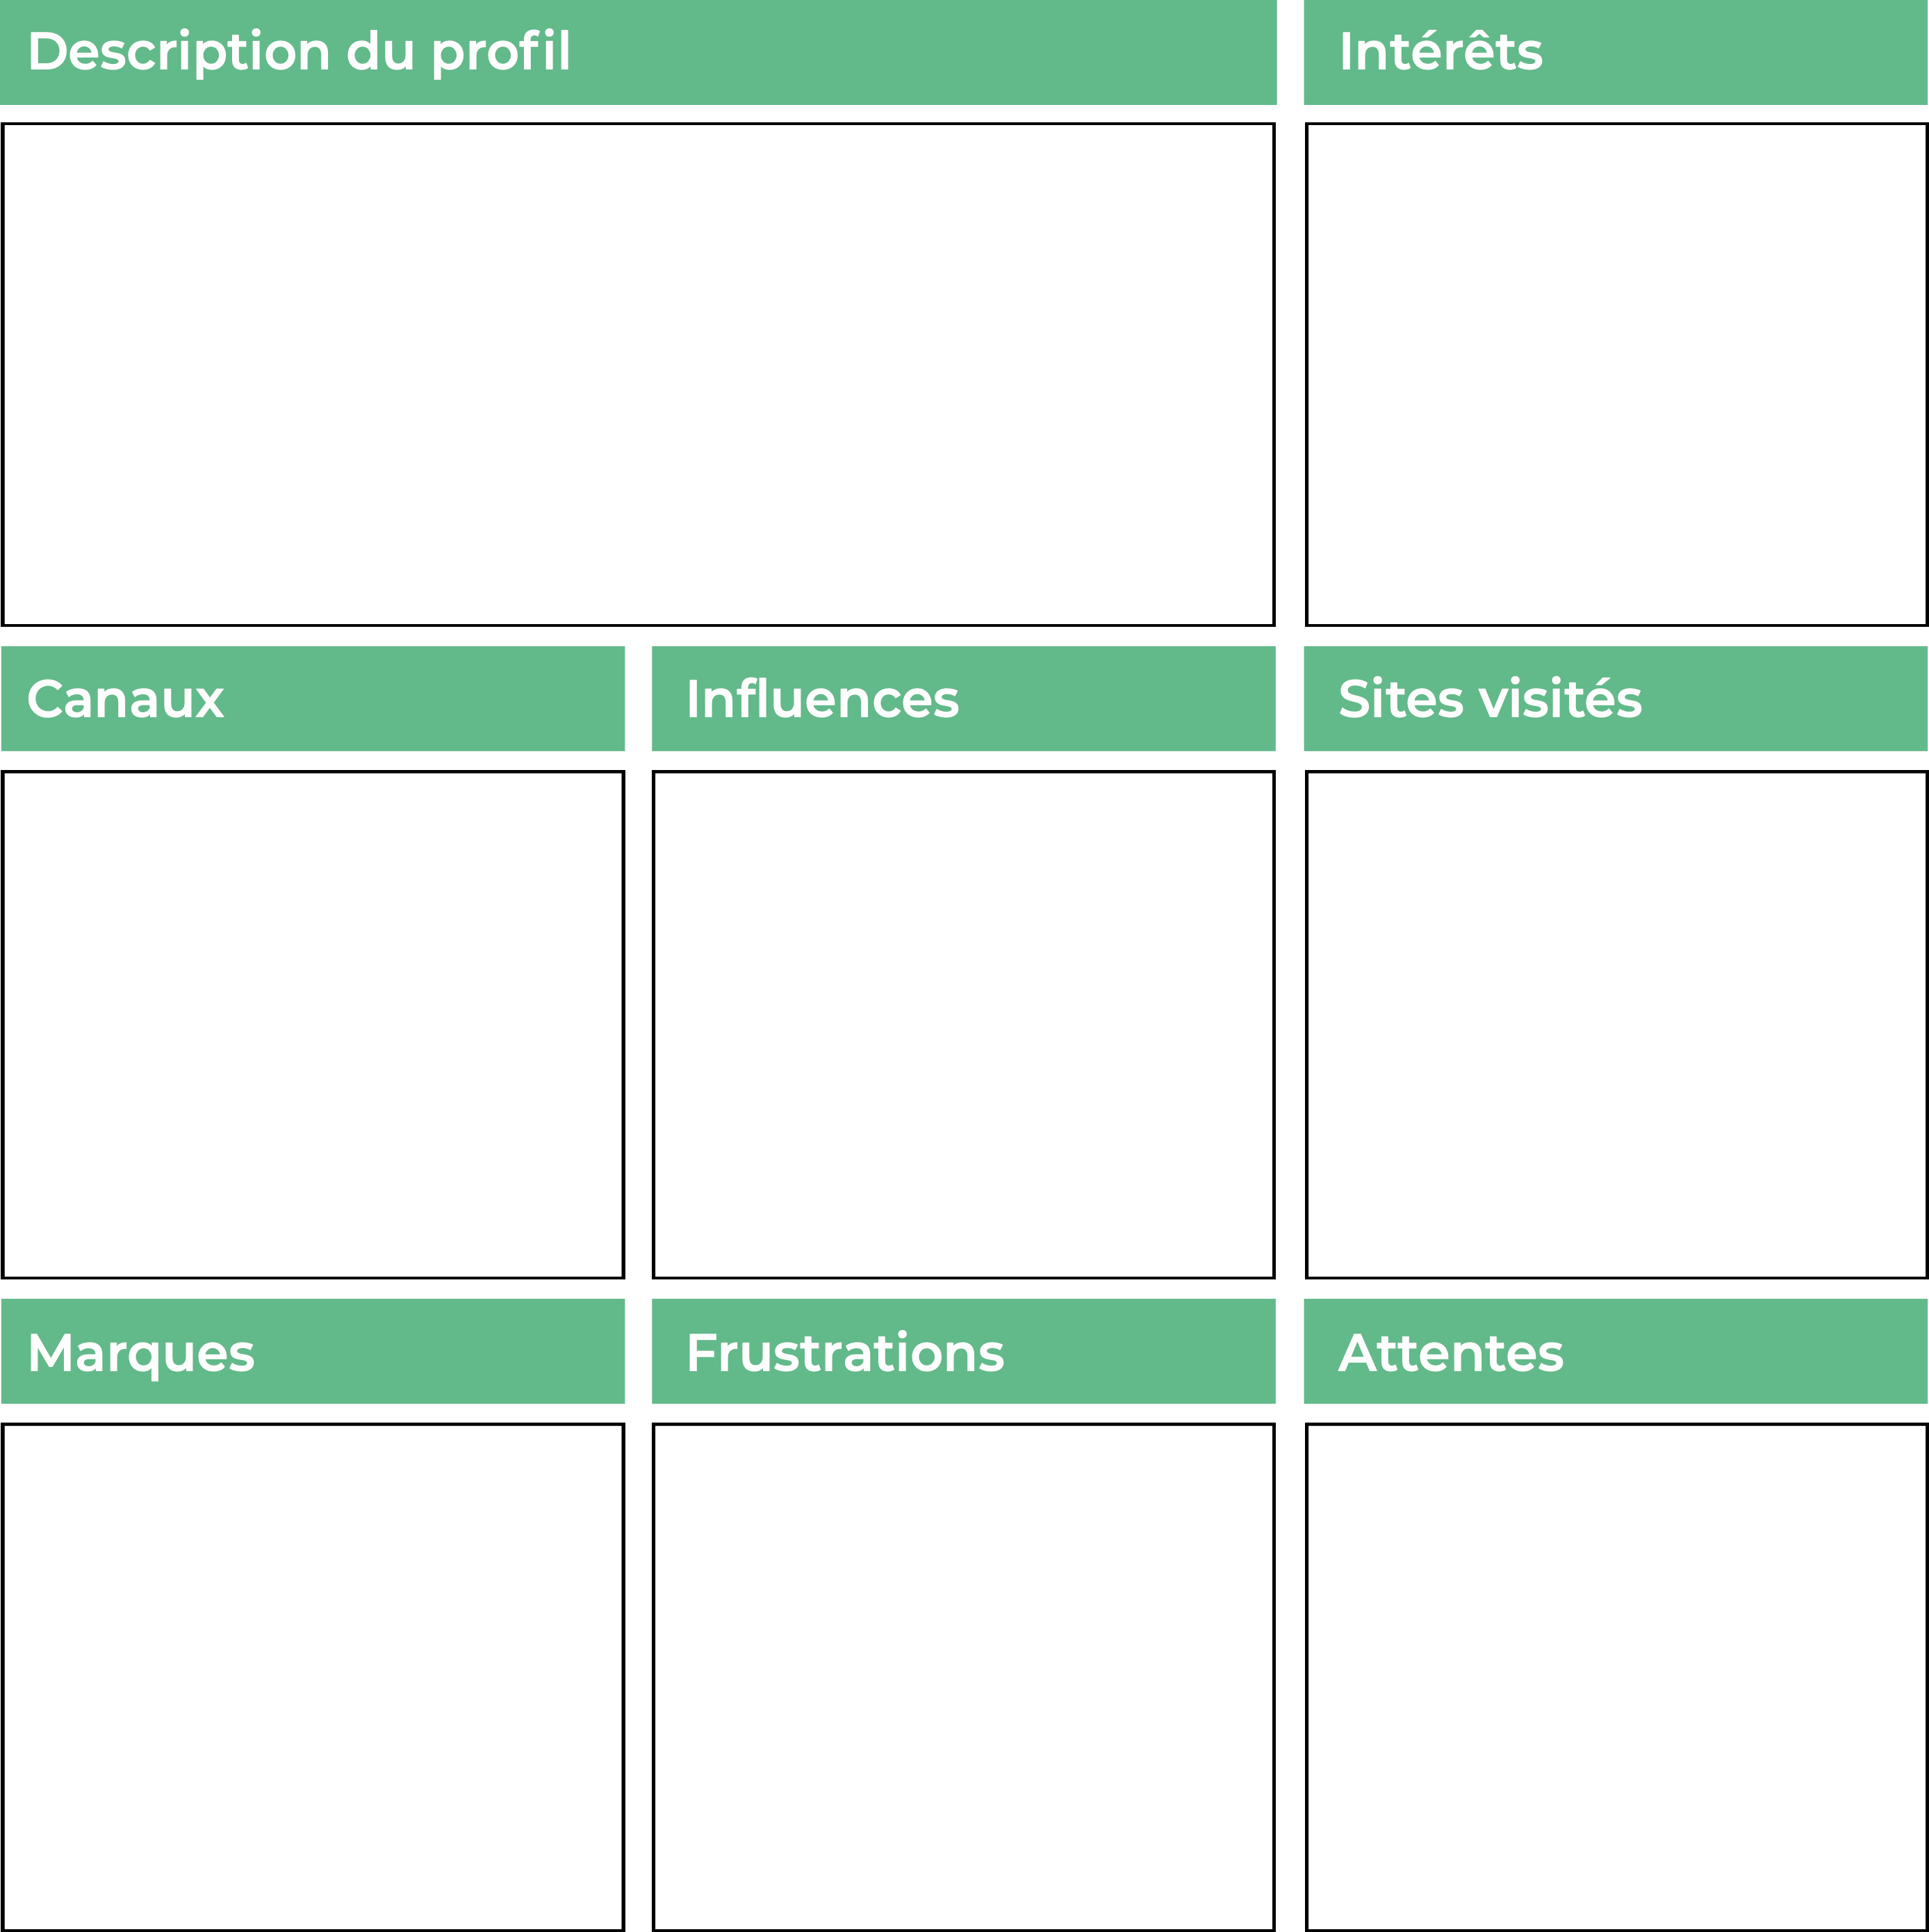 Description du profil
Intérêts
Canaux
Influences
Sites visités
Marques
Frustrations
Attentes